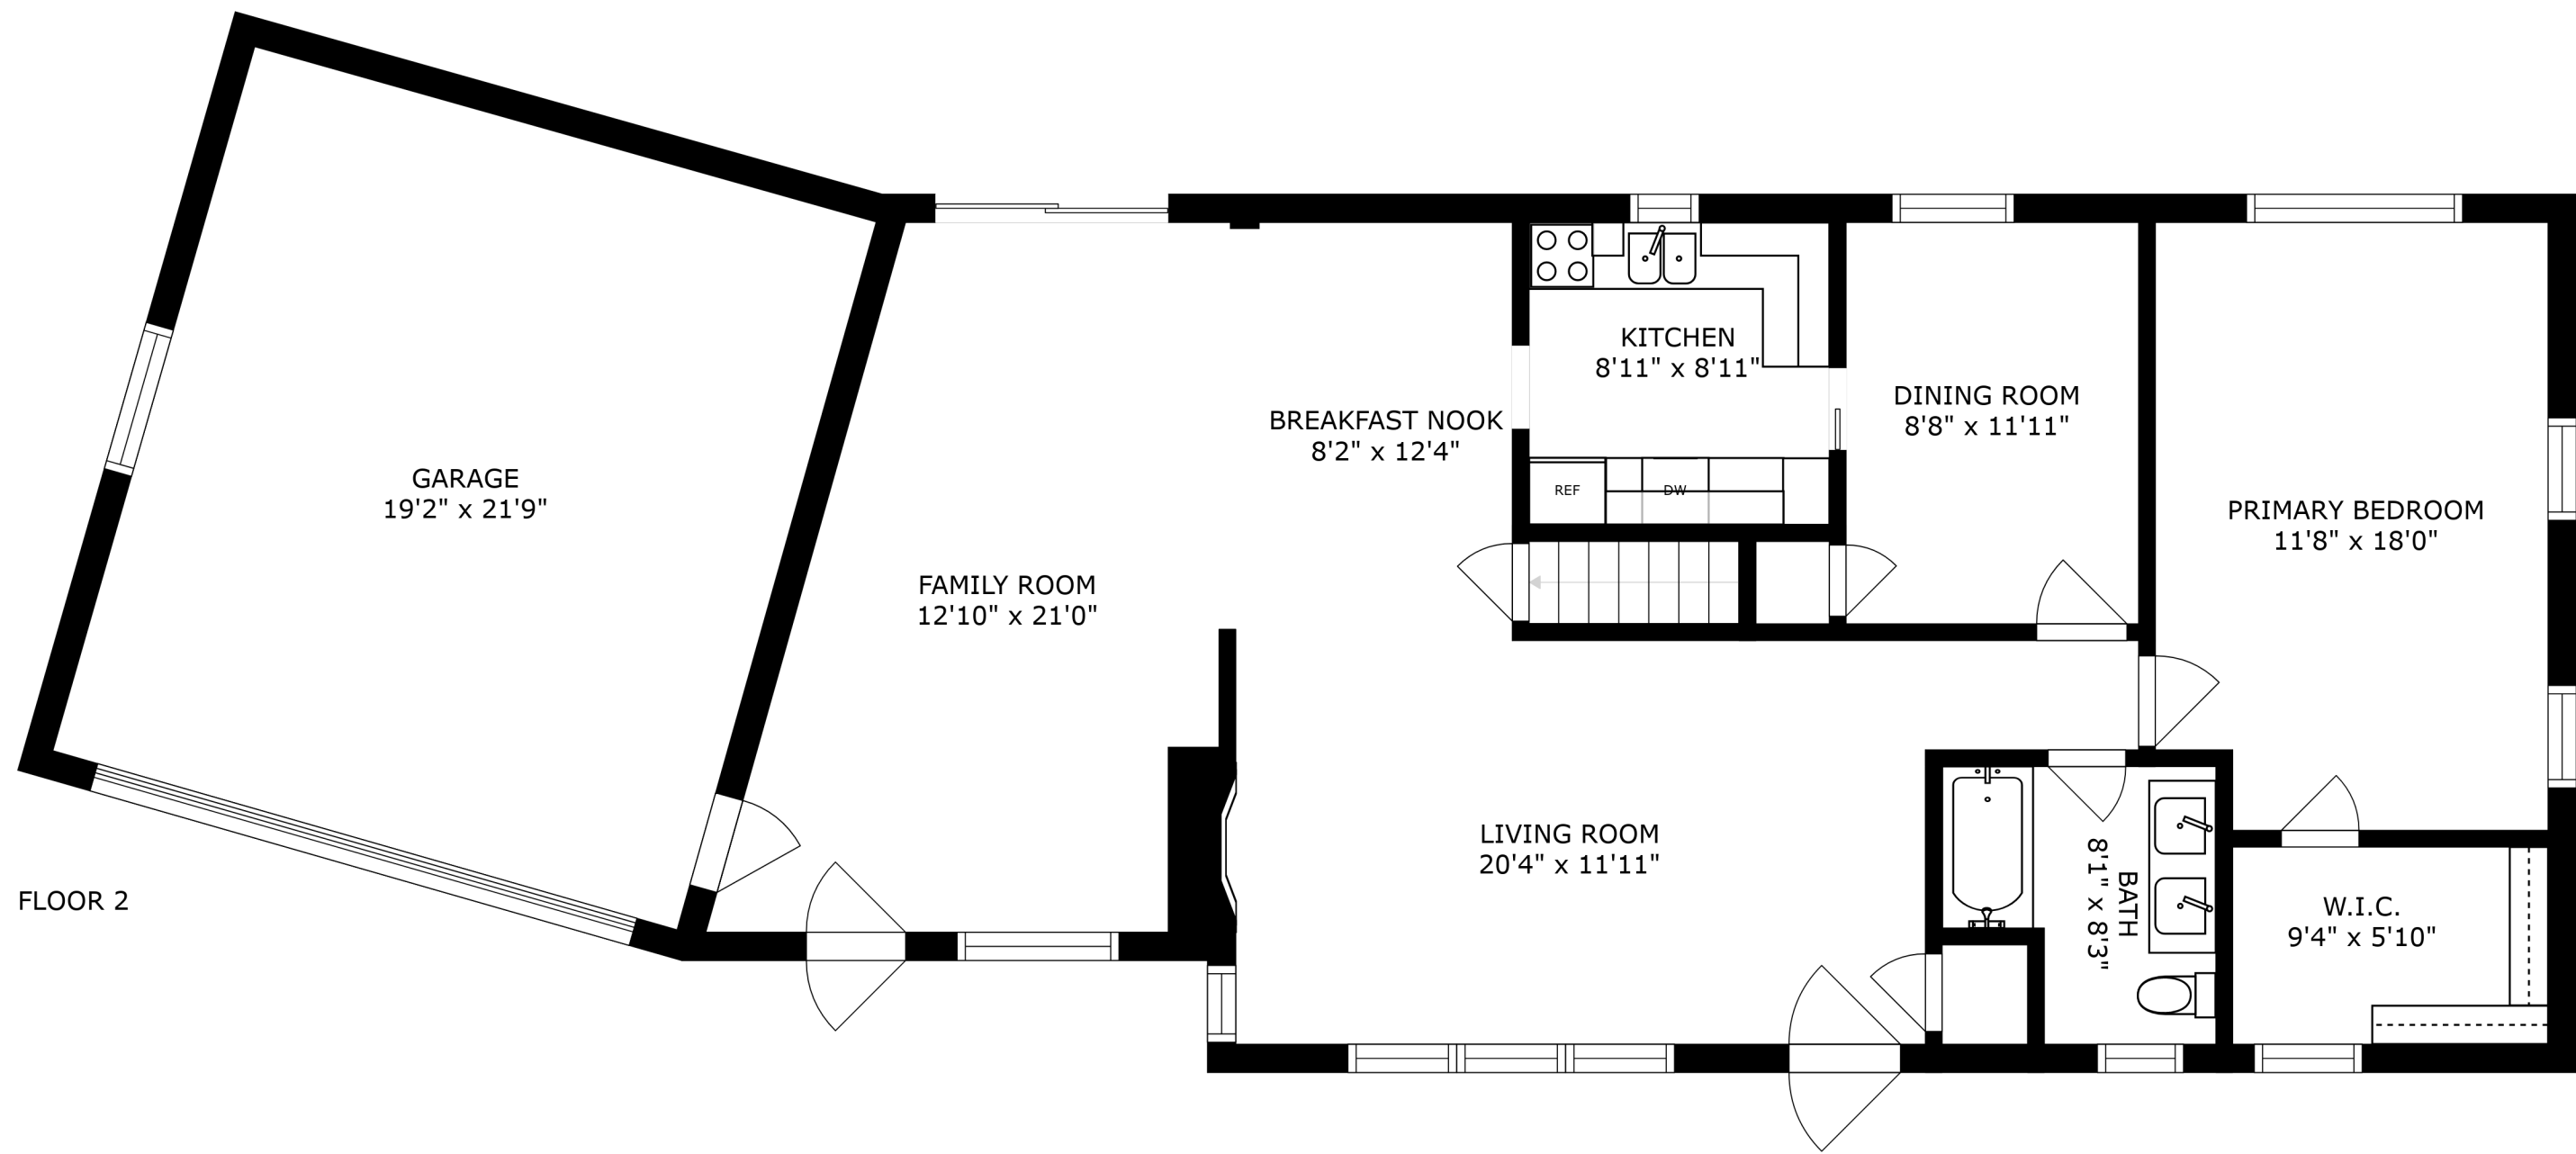 KITCHEN
8'11" x 8'11"
DINING ROOM
8'8" x 11'11"
BREAKFAST NOOK
8'2" x 12'4"
GARAGE
19'2" x 21'9"
REF
DW
PRIMARY BEDROOM
11'8" x 18'0"
FAMILY ROOM
12'10" x 21'0"
LIVING ROOM
20'4" x 11'11"
BATH
8'1" x 8'3"
W.I.C.
9'4" x 5'10"
FLOOR 2